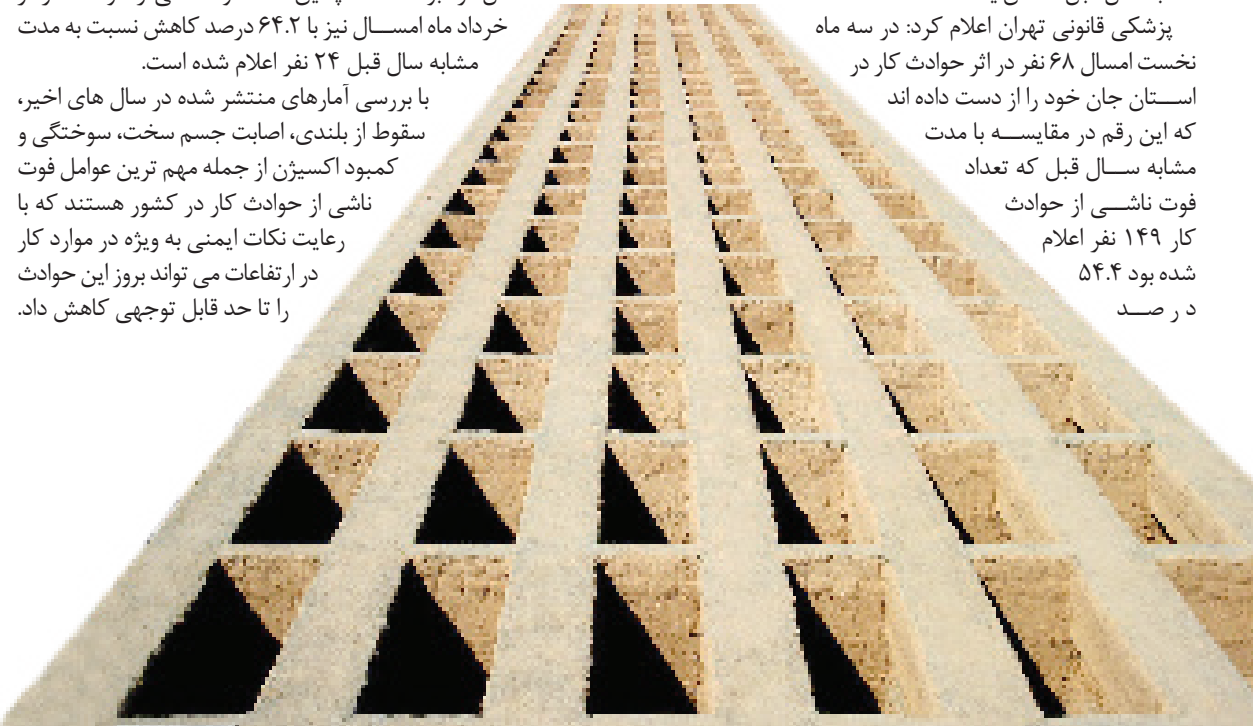 پزشکی قانونی تهران اعلام کرد: در سه ماه
نخست امسال ۶۸ نفر در اثر حوادث کار در
اســتان جان خود را از دست داده اند
که این رقم در مقایســه با مدت
مشابه ســال قبل که تعداد
فوت ناشــی از حوادث
کار ۱۴۹ نفر اعلام
شده بود ۵۴.۴
د ر صــد
خرداد ماه امســال نیز با ۶۴.۲ درصد کاهش نسبت به مدت
مشابه سال قبل ۲۴ نفر اعلام شده است.
با بررسی آمارهای منتشر شده در سال های اخیر،
سقوط از بلندی، اصابت جسم سخت، سوختگی و
کمبود اکسیژن از جمله مهم ترین عوامل فوت
ناشی از حوادث کار در کشور هستند که با
رعایت نکات ایمنی به ویژه در موارد کار
در ارتفاعات می تواند بروز این حوادث
را تا حد قابل توجهی کاهش داد.